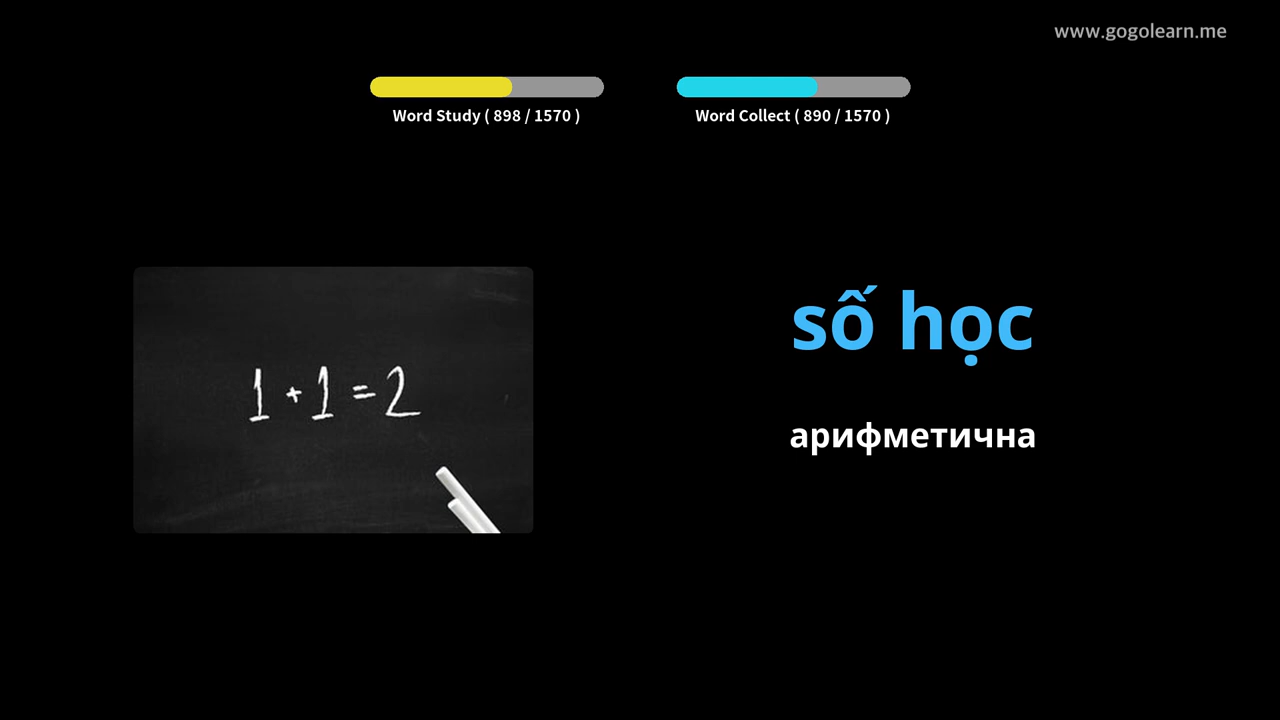 www.gogolearn.me
Word Study ( 898 / 1570 )
Word Collect ( 890 / 1570 )
1 + 1 = 2
số học
арифметична